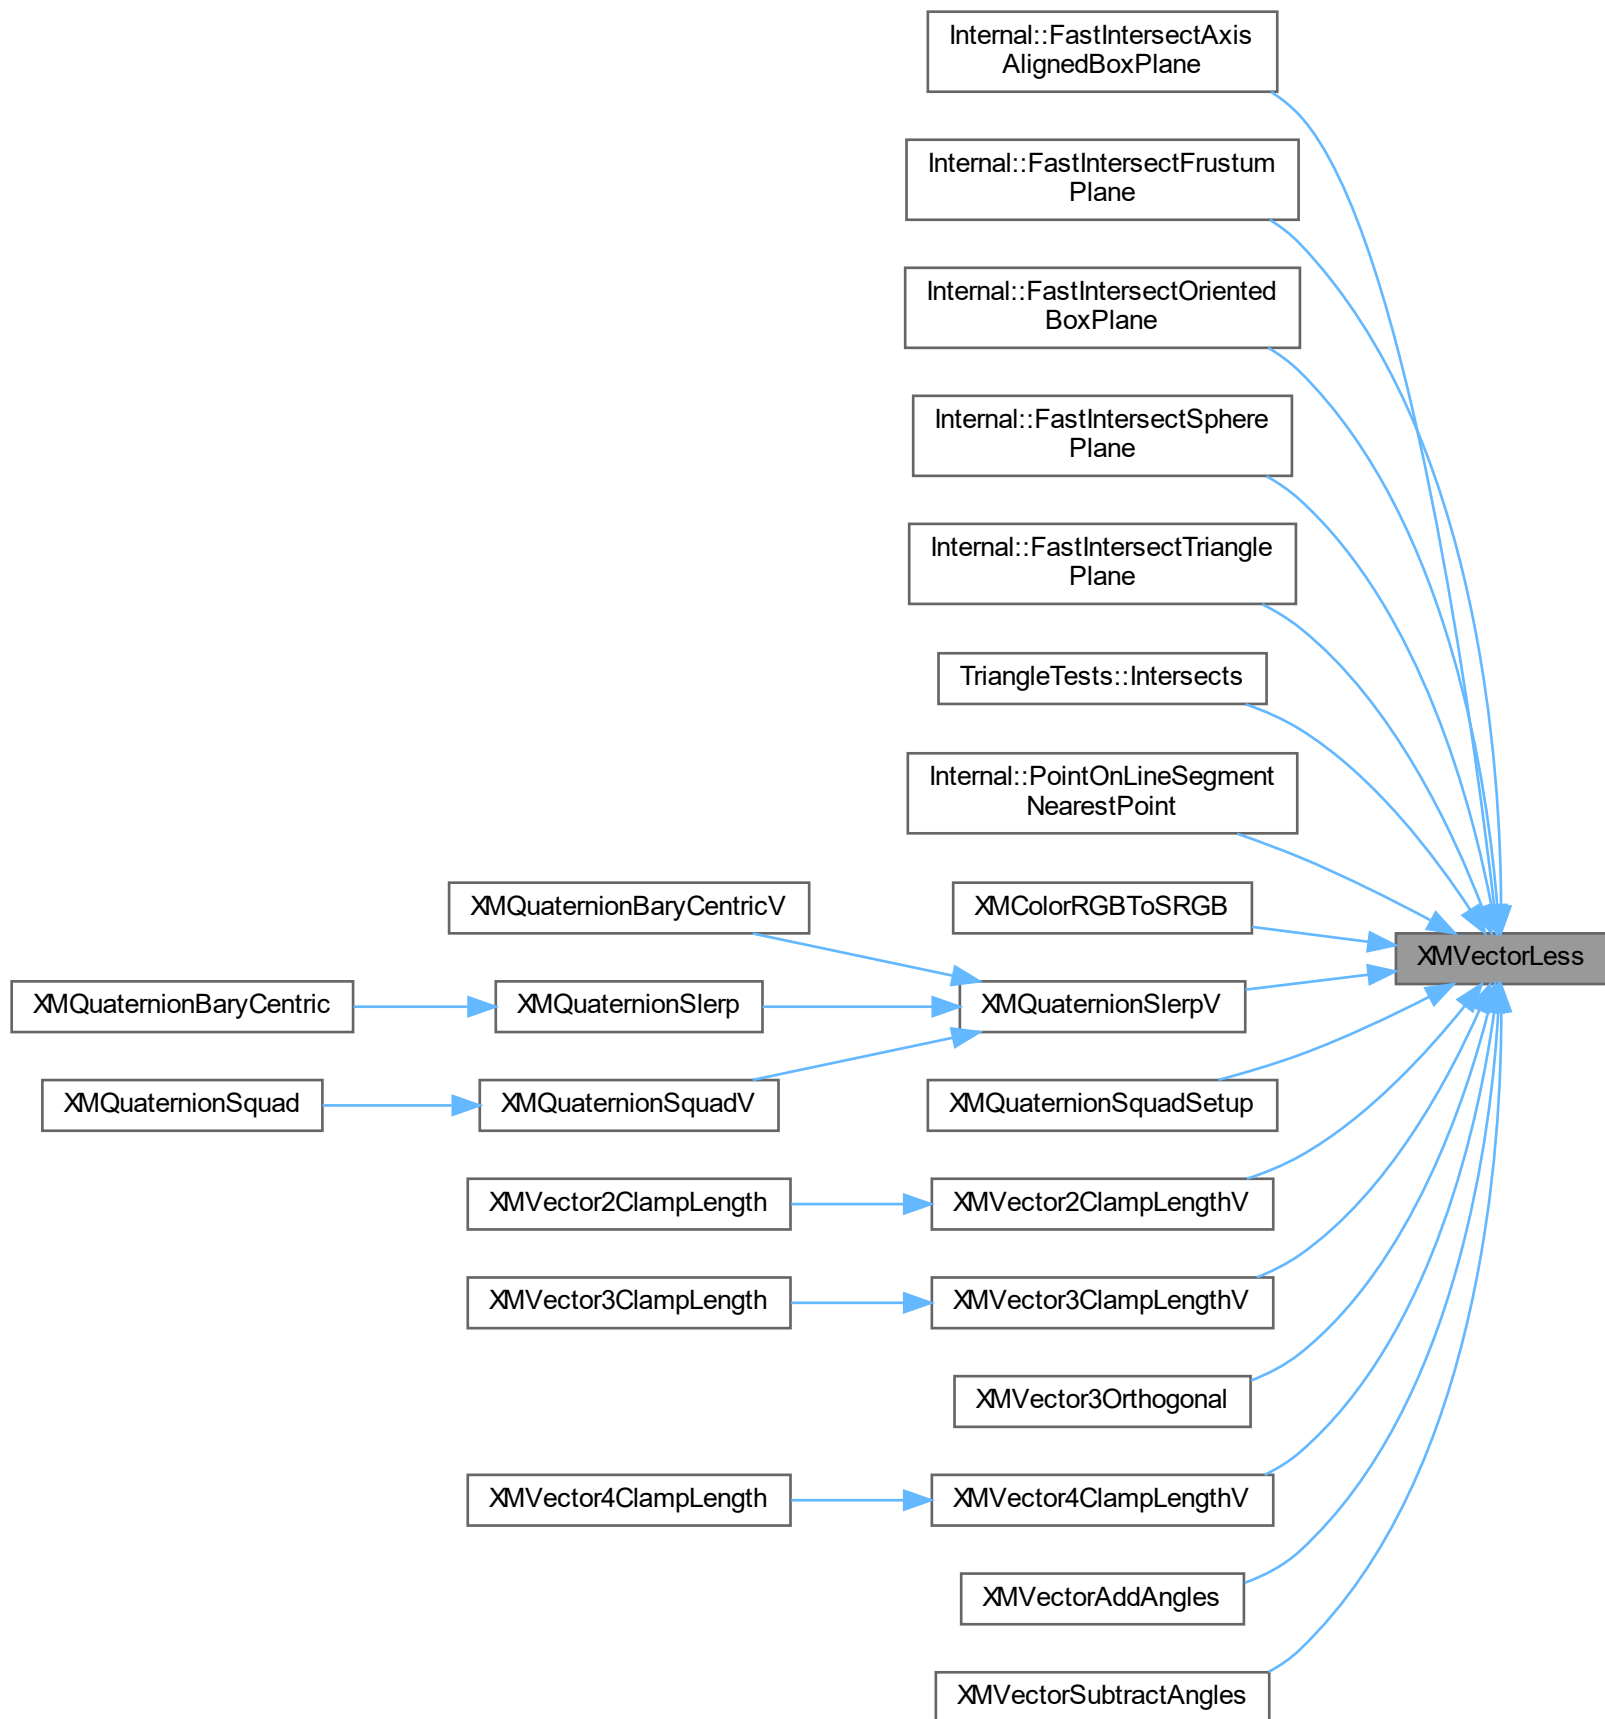 Internal::FastIntersectAxis
AlignedBoxPlane
Internal::FastIntersectFrustum
Plane
Internal::FastIntersectOriented
BoxPlane
Internal::FastIntersectSphere
Plane
Internal::FastIntersectTriangle
Plane
TriangleTests::Intersects
Internal::PointOnLineSegment
NearestPoint
XMColorRGBToSRGB
XMQuaternionBaryCentricV
XMVectorLess
XMQuaternionBaryCentric
XMQuaternionSlerp
XMQuaternionSlerpV
XMQuaternionSquad
XMQuaternionSquadV
XMQuaternionSquadSetup
XMVector2ClampLength
XMVector2ClampLengthV
XMVector3ClampLength
XMVector3ClampLengthV
XMVector3Orthogonal
XMVector4ClampLength
XMVector4ClampLengthV
XMVectorAddAngles
XMVectorSubtractAngles